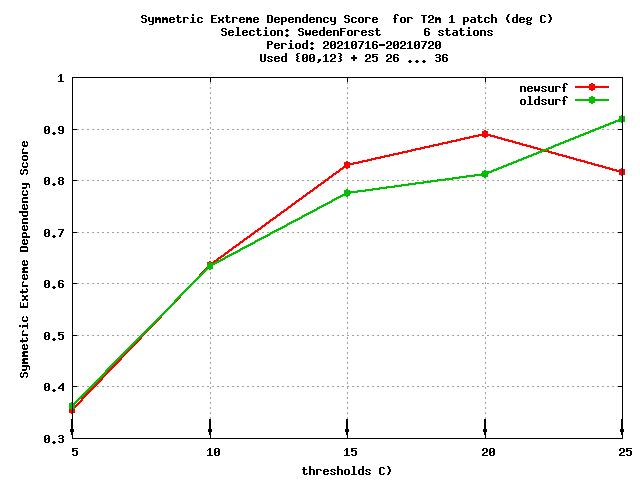 Symmetric Extreme Dependency Score  for T2m 1 patch (deg C)
Selection: SwedenForest      6 stations
Period: 20210716-20210720
Used {00,12} + 25 26 ... 36
newsurf
oldsurf
Symmetric Extreme Dependency Score
1
0.9
0.8
0.7
0.6
0.5
0.4
0.3
5 10 15 20 25
thresholds C)